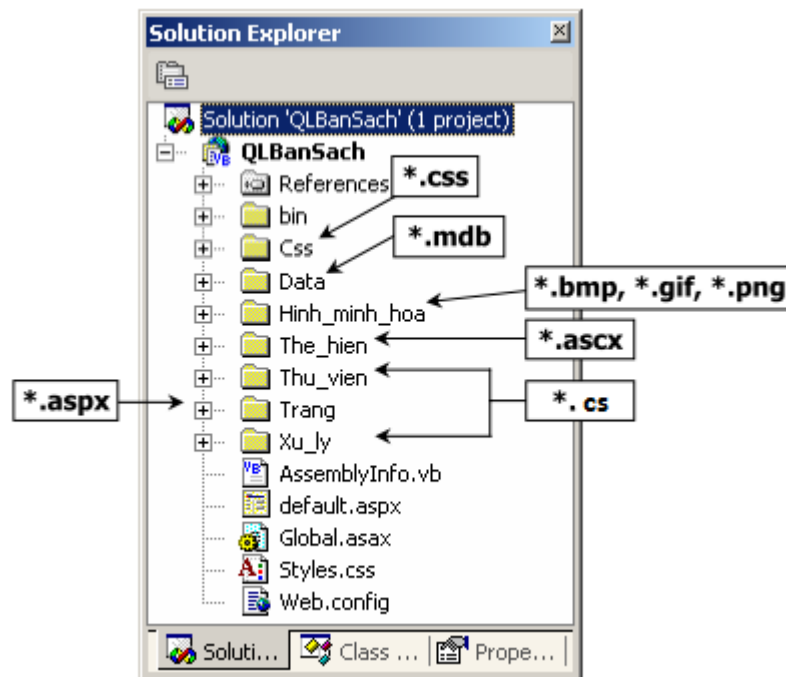 Solution Explorer
Solution 'QLBanSach' (1 project)
QLBanSach
References
*.css
bin
Css
*.mdb
Data
*.bmp, *.gif, *.png
Hinh_minh_hoa
The_hien
*.ascx
Thu_vien
*.aspx
Trang
*. cs
Xu_ly
AssemblyInfo.vb
default.aspx
Global.asax
Styles.css
Web.config
Soluti... Class ... Prope...